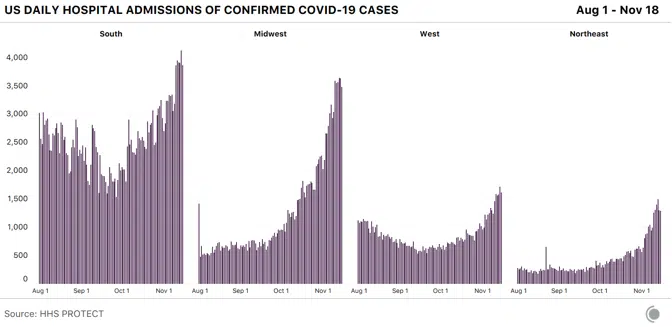 US DAILY HOSPITAL ADMISSIONS OF CONFIRMED COVID-19 CASES Aug 1 - Nov 18
South Midwest West Northeast
4,000
3,500
3,000
2,500
2,000
1,500
1,000
500
0
Aug 1 Sep 1 Oct 1 Nov 1 Aug 1 Sep 1 Oct 1 Nov 1 Aug 1 Sep 1 Oct 1 Nov 1 Aug 1 Sep 1 Oct 1 Nov 1
Source: HHS PROTECT